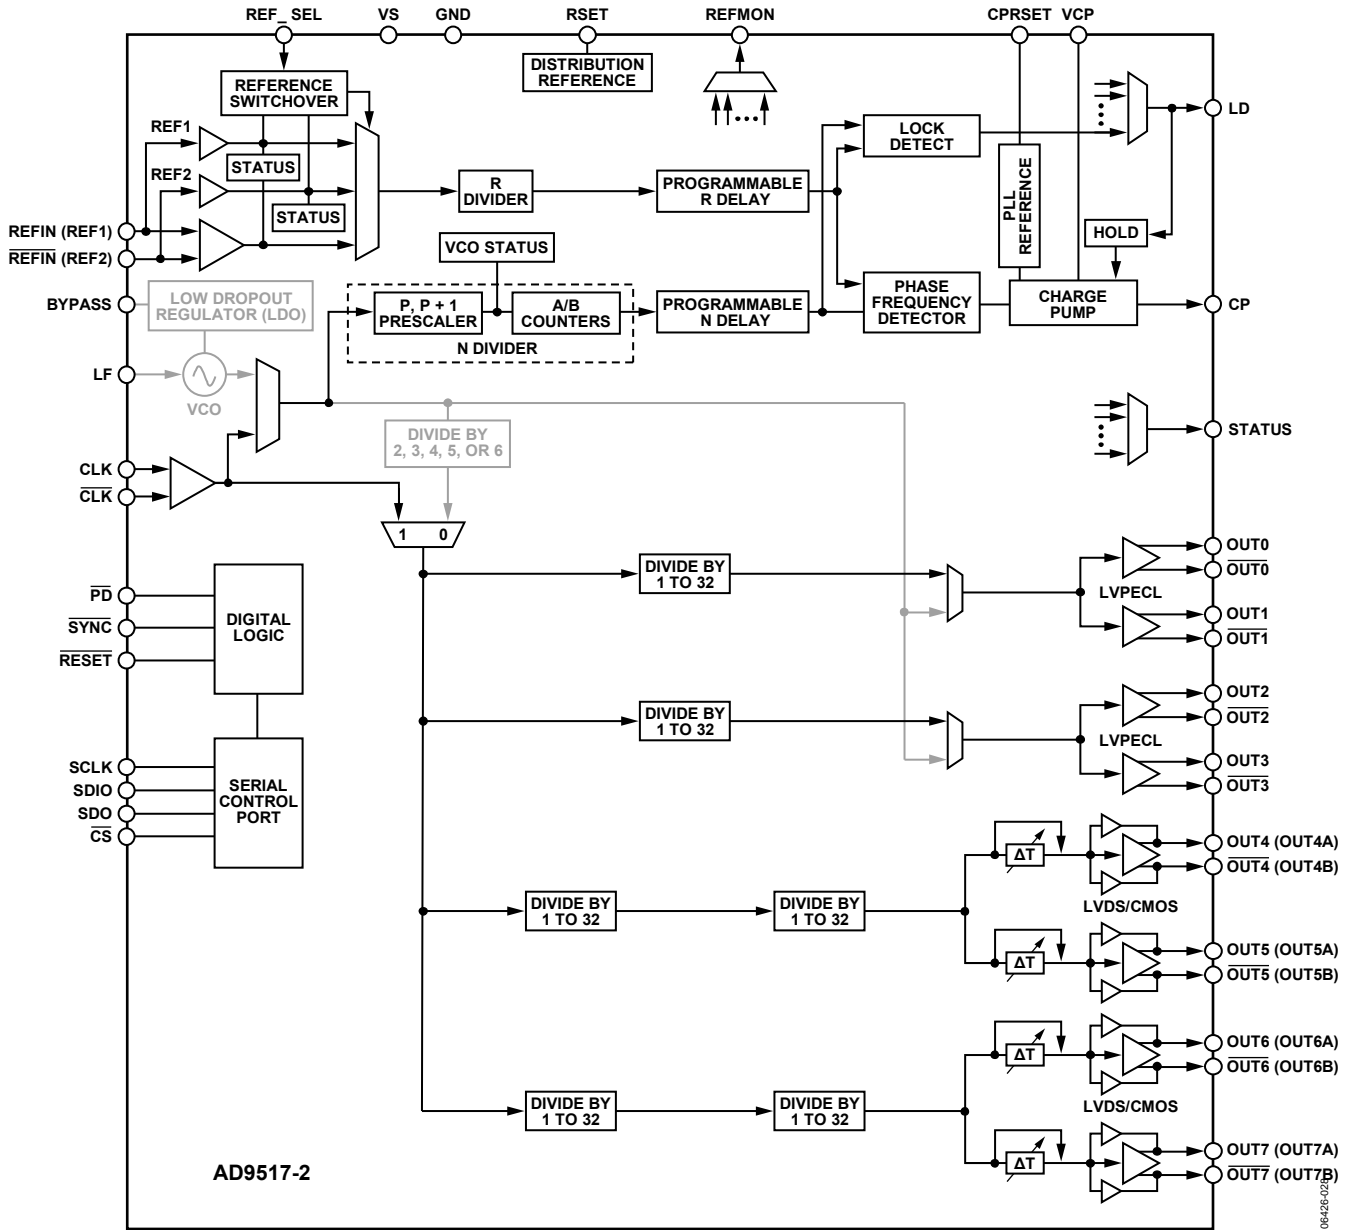 REF_ SEL
VS
GND
RSET
REFMON
CPRSET
VCP
DISTRIBUTION
REFERENCE
REFERENCE
SWITCHOVER
REF1
STATUS
REF2
STATUS
LOCK
DETECT
LD
R
DIVIDER
PROGRAMMABLE
R DELAY
PLL
REFERENCE
HOLD
REFIN (REF1)
REFIN (REF2)
VCO STATUS
BYPASS
LOW DROPOUT
REGULATOR (LDO)
P, P + 1
PRESCALER
A/B
COUNTERS
N DIVIDER
PROGRAMMABLE
N DELAY
PHASE
FREQUENCY
DETECTOR
CHARGE
PUMP
CP
LF
VCO
DIVIDE BY
2, 3, 4, 5, OR 6
STATUS
CLK
CLK
1 0
DIVIDE BY
1 TO 32
OUT0
OUT0
LVPECL
OUT1
OUT1
PD
SYNC
RESET
DIGITAL
LOGIC
DIVIDE BY
1 TO 32
OUT2
OUT2
LVPECL
OUT3
OUT3
SCLK
SDIO
SDO
CS
SERIAL
CONTROL
PORT
DIVIDE BY
1 TO 32
DIVIDE BY
1 TO 32
ΔT
OUT4 (OUT4A)
OUT4 (OUT4B)
LVDS/CMOS
ΔT
OUT5 (OUT5A)
OUT5 (OUT5B)
DIVIDE BY
1 TO 32
DIVIDE BY
1 TO 32
ΔT
OUT6 (OUT6A)
OUT6 (OUT6B)
LVDS/CMOS
ΔT
OUT7 (OUT7A)
OUT7 (OUT7B)
AD9517-2
06426-028